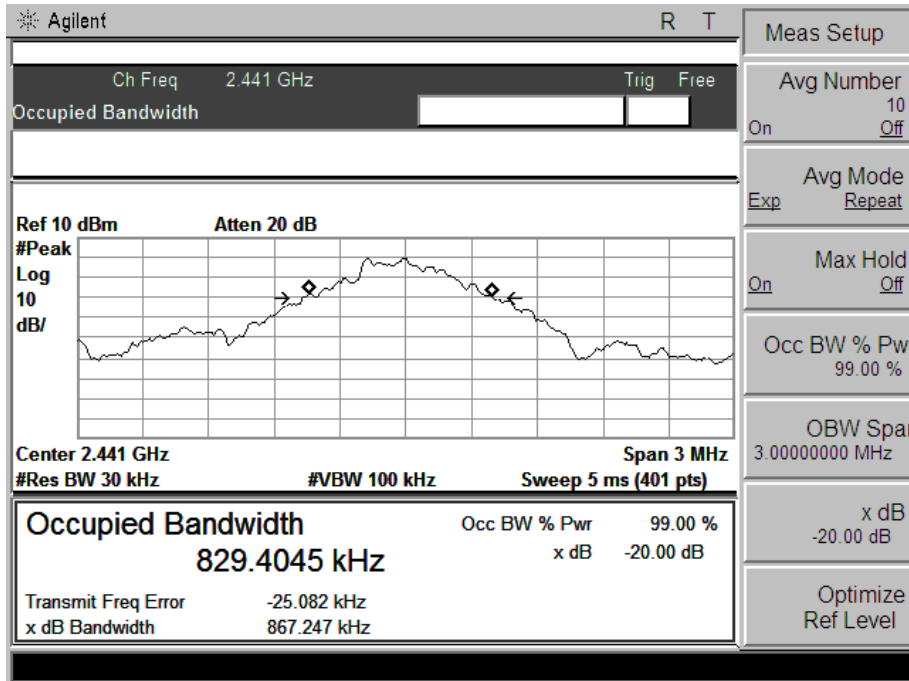 Agilent R T
Ch Freq 2.441 GHz Trig Free
Occupied Bandwidth
Ref 10 dBm Atten 20 dB
#Peak
Log
10
dB/
Center 2.441 GHz Span 3 MHz
#Res BW 30 kHz #VBW 100 kHz Sweep 5 ms (401 pts)
Occupied Bandwidth Occ BW % Pwr 99.00 %
829.4045 kHz x dB -20.00 dB
Transmit Freq Error -25.082 kHz
x dB Bandwidth 867.247 kHz
Meas Setup
Avg Number
10
On Off
Avg Mode
Exp Repeat
Max Hold
On Off
Occ BW % Pw
99.00 %
OBW Spa
3.00000000 MHz
x dB
-20.00 dB
Optimize
Ref Level